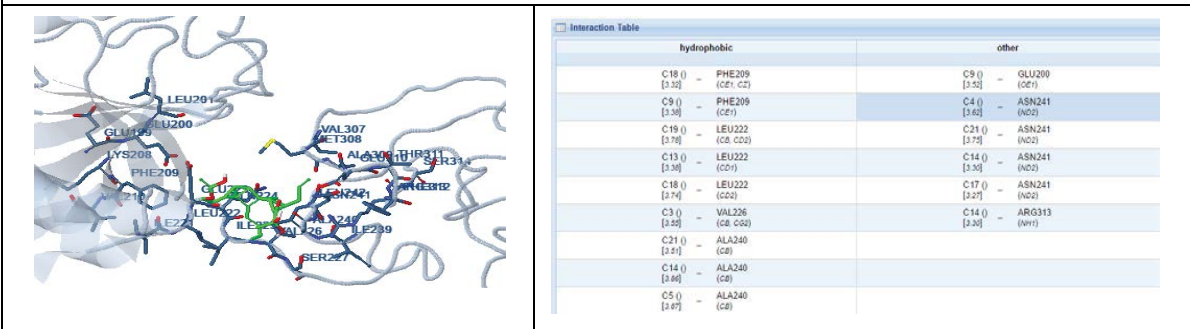 LEU201
GLU200
GLU199
LYS208
PHE209
LEU222
SER227
VAL307
MET308
ILE239
Interaction Table
hydrophobic other
C18 () – PHE209 C9 () – GLU200
[3.32] (CE1, CZ) [3.52] (OE1)
C9 () – PHE209 C4 () – ASN241
[3.38] (CE1) [3.62] (ND2)
C19 () – LEU222 C21 () – ASN241
[3.78] (CB, CD2) [3.75] (ND2)
C13 () – LEU222 C14 () – ASN241
[3.38] (CD1) [3.30] (ND2)
C18 () – LEU222 C17 () – ASN241
[3.74] (CD2) [3.27] (ND2)
C3 () – VAL226 C14 () – ARG313
[3.55] (CB, CG2) [3.30] (NH1)
C21 () – ALA240
[3.51] (CB)
C14 () – ALA240
[3.86] (CB)
C5 () – ALA240
[3.67] (CB)